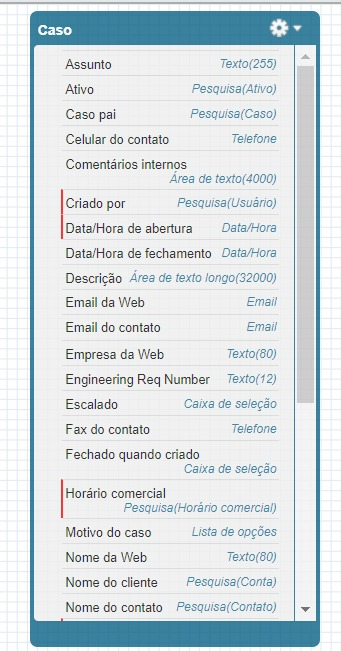 Caso
Assunto Texto(255)
Ativo Pesquisa(Ativo)
Caso pai Pesquisa(Caso)
Celular do contato Telefone
Comentários internos
Área de texto(4000)
Criado por Pesquisa(Usuário)
Data/Hora de abertura Data/Hora
Data/Hora de fechamento Data/Hora
Descrição Área de texto longo(32000)
Email da Web Email
Email do contato Email
Empresa da Web Texto(80)
Engineering Req Number Texto(12)
Escalado Caixa de seleção
Fax do contato Telefone
Fechado quando criado
Caixa de seleção
Horário comercial
Pesquisa(Horário comercial)
Motivo do caso Lista de opções
Nome da Web Texto(80)
Nome do cliente Pesquisa(Conta)
Nome do contato Pesquisa(Contato)